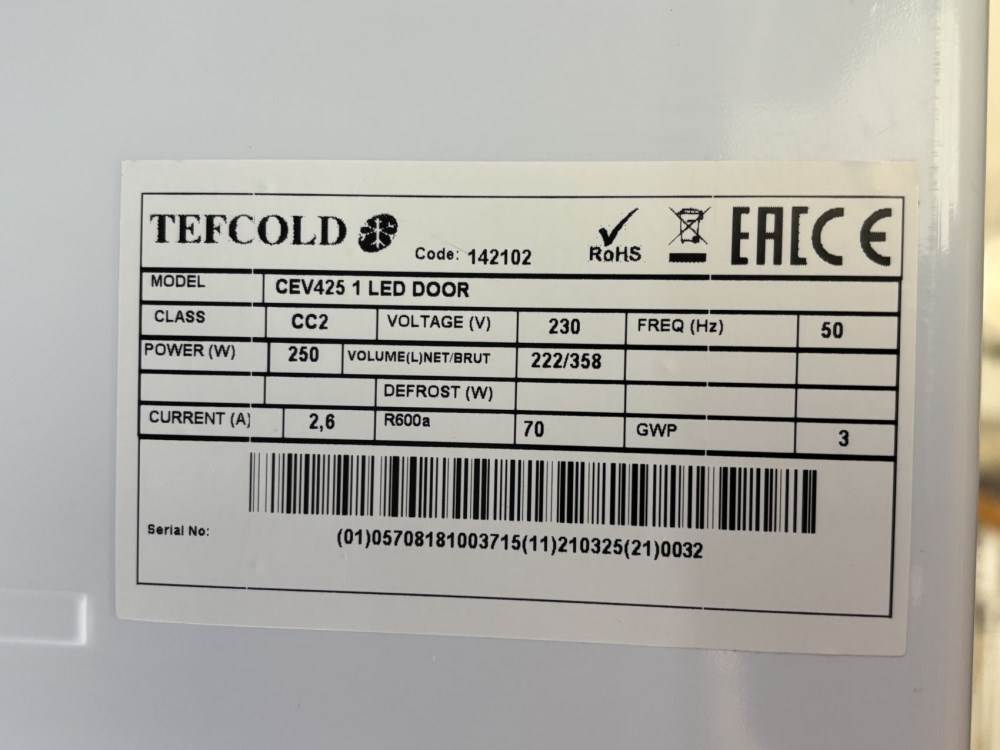 TEFCOLD
Code: 142102 RoHS EAC CE
MODEL CEV425 1 LED DOOR
CLASS CC2 VOLTAGE (V) 230 FREQ (Hz) 50
POWER (W) 250 VOLUME(L)NET/BRUT 222/358
DEFROST (W)
CURRENT (A) 2,6 R600a 70 GWP 3
Serial No: (01)05708181003715(11)210325(21)0032